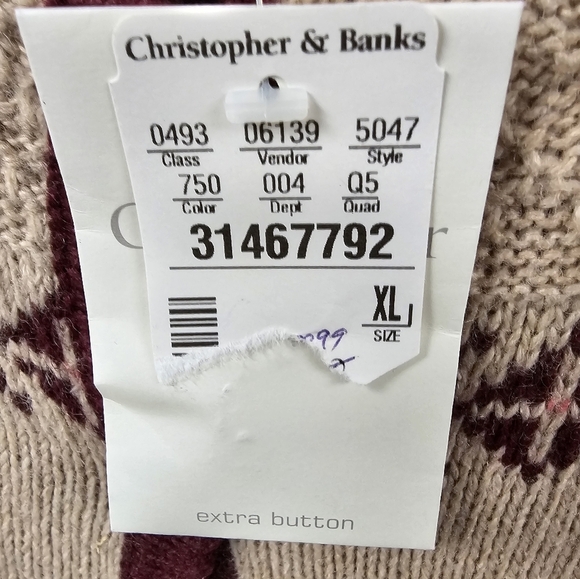 Christopher & Banks
0493 06139 5047
Class Vendor Style
750 004 Q5
Color Dept Quad
31467792
XL
SIZE
99
extra button